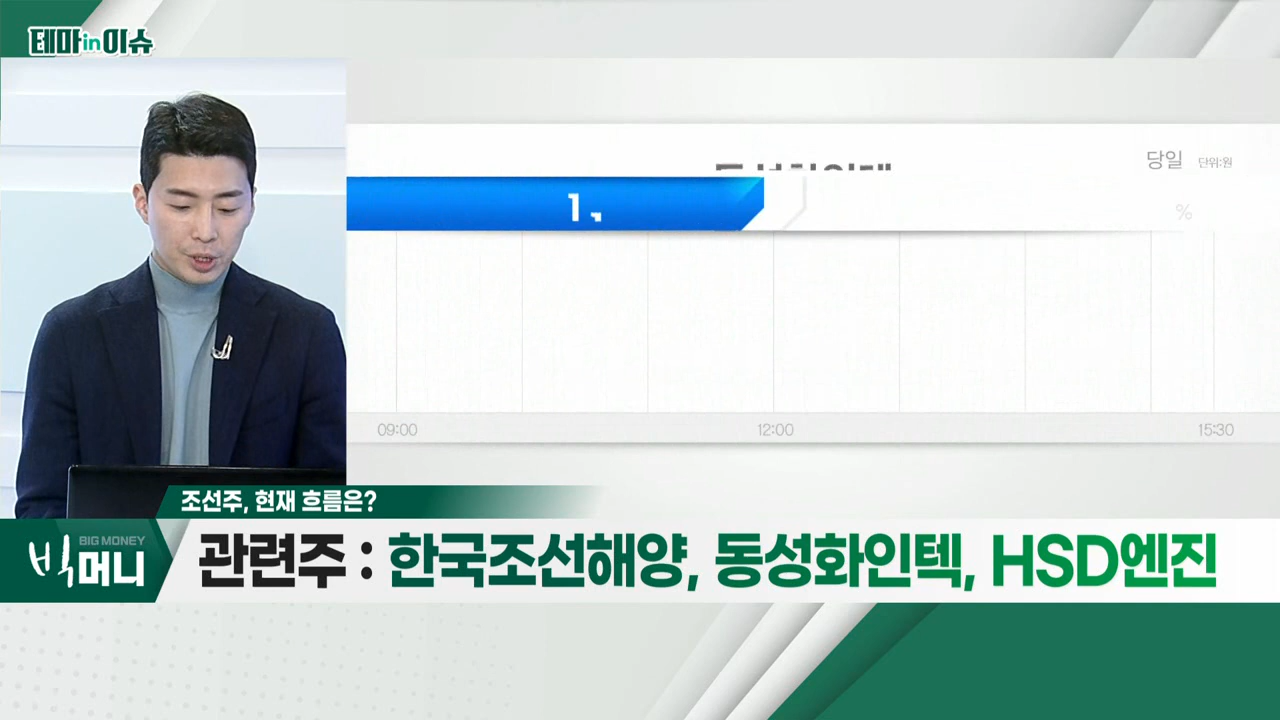 테마in이슈
당일 단위:원
1,
%
09:00 12:00 15:30
조선주, 현재 흐름은?
BIG MONEY
빅머니
관련주 : 한국조선해양, 동성화인텍, HSD엔진